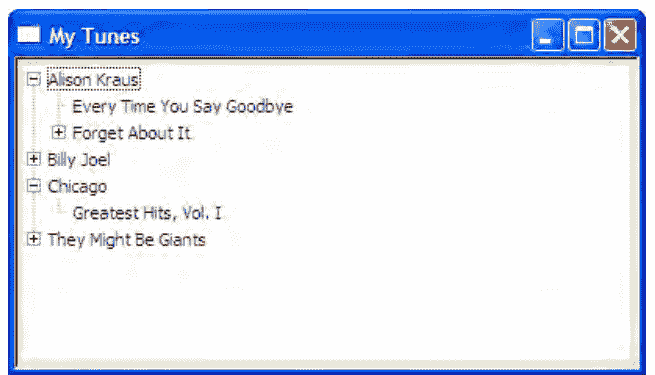 My Tunes
Alison Kraus
Every Time You Say Goodbye
Forget About It
Billy Joel
Chicago
Greatest Hits, Vol. I
They Might Be Giants